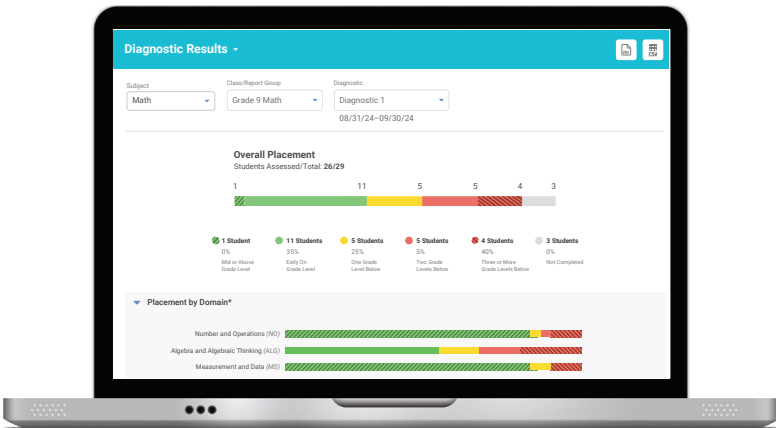 Diagnostic Results
PDF
CSV
Subject
Class/Report Group
Diagnostic
Math
Grade 9 Math
Diagnostic 1
08/31/24–09/30/24
Overall Placement
Students Assessed/Total: 26/29
1 11 5 5 4 3
1 Student 11 Students 5 Students 5 Students 4 Students 3 Students
0% 35% 25% 5% 40% 0%
Mid or Above Early On One Grade Two Grade Three or More Not Completed
Grade Level Grade Level Level Below Levels Below Grade Levels Below
Placement by Domain*
Number and Operations (NO)
Algebra and Algebraic Thinking (ALG)
Measurement and Data (MS)